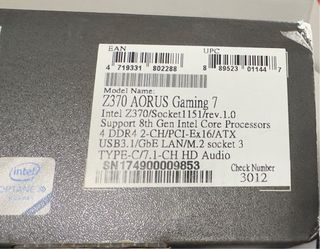 EAN UPC
4 719331 802288 8 89523 01144 7
Model Name:
Z370 AORUS Gaming 7
Intel Z370/Socket1151/rev.1.0
Support 8th Gen Intel Core Processors
4 DDR4 2-CH/PCI-Ex16/ATX
USB3.1/GbE LAN/M.2 socket 3
TYPE-C/7.1-CH HD Audio
SN174900009853
Check Number
3012
intel
OPTANE